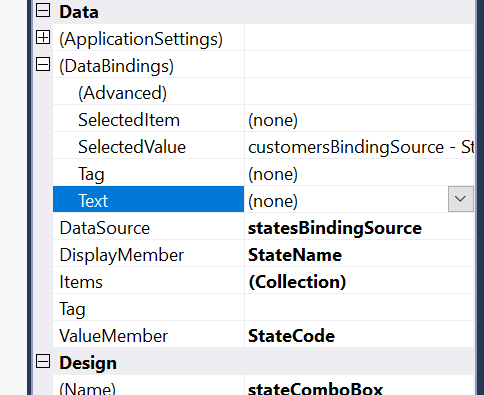 Data
(ApplicationSettings)
(DataBindings)
(Advanced)
SelectedItem (none)
SelectedValue customersBindingSource - St
Tag (none)
Text (none)
DataSource statesBindingSource
DisplayMember StateName
Items (Collection)
Tag
ValueMember StateCode
Design
(Name) stateComboBox